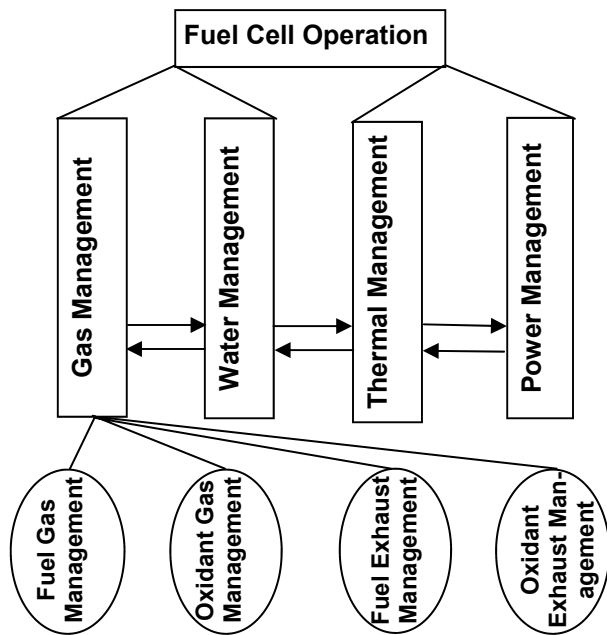 Fuel Cell Operation
Gas Management
Water Management
Thermal Management
Power Management
Fuel Gas
Management
Oxidant Gas
Management
Fuel Exhaust
Management
Oxidant
Exhaust Man-
agement